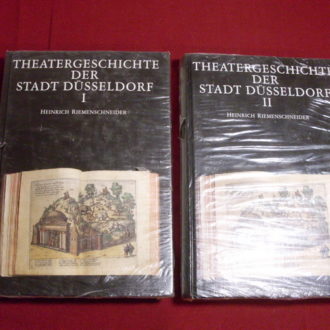 THEATERGESCHICHTE
DER
STADT DÜSSELDORF
I
HEINRICH RIEMENSCHNEIDER
THEATERGESCHICHTE
DER
STADT DÜSSELDORF
II
HEINRICH RIEMENSCHNEIDER